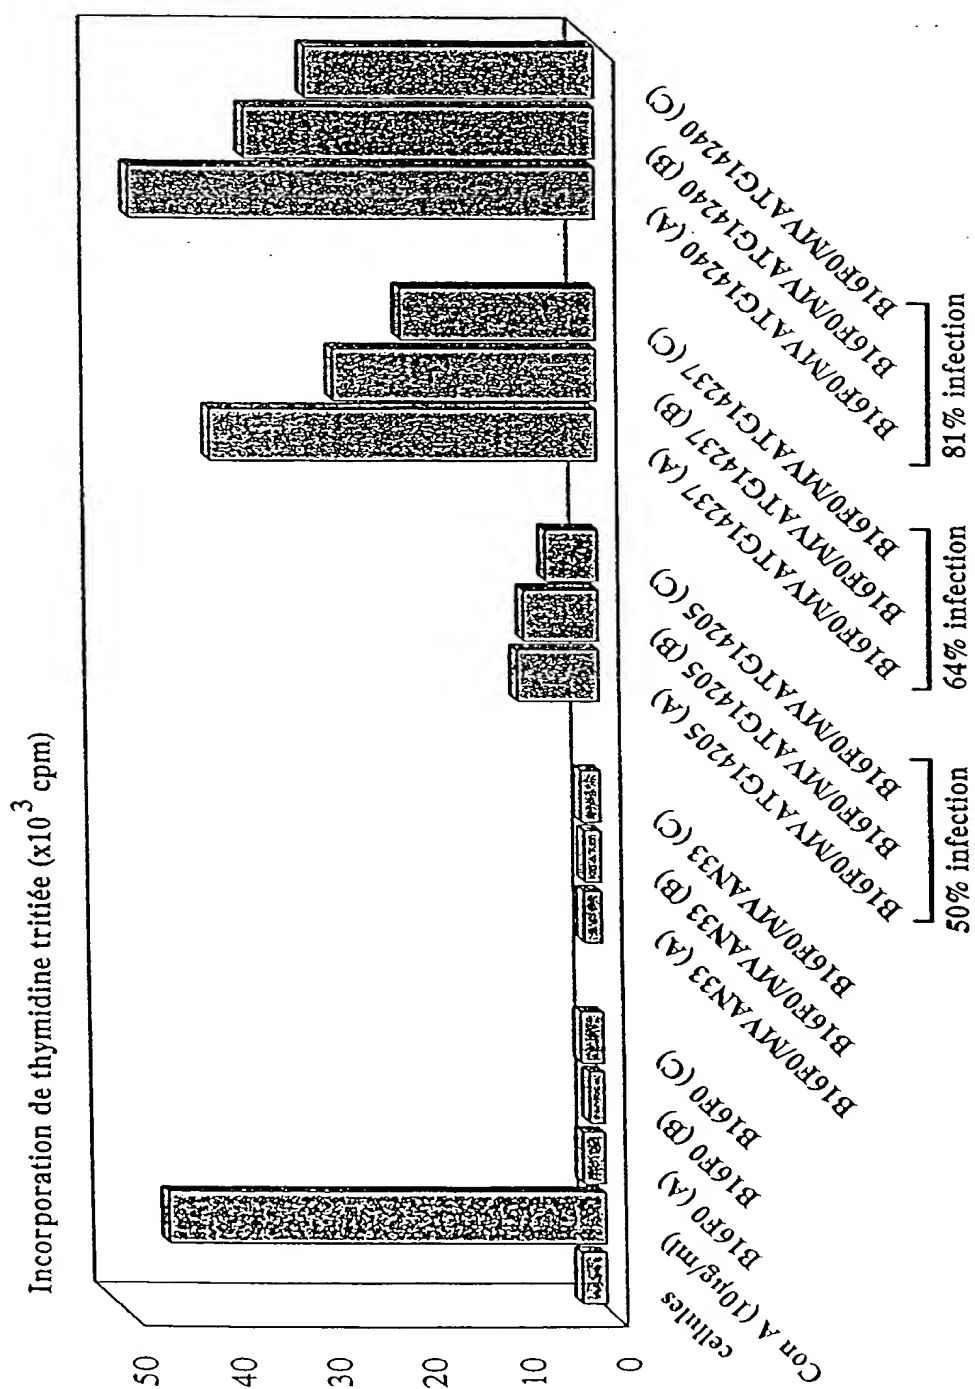 Incorporation de thymidine tritiée (x10³ cpm)
50
40
30
20
10
0
cellules
Con A (10µg/ml)
B16F0 (A)
B16F0 (B)
B16F0 (C)
B16F0/MVAN33 (A)
B16F0/MVAN33 (B)
B16F0/MVAN33 (C)
B16F0/MVATG14205 (A)
B16F0/MVATG14205 (B)
B16F0/MVATG14205 (C)
B16F0/MVATG14237 (A)
B16F0/MVATG14237 (B)
B16F0/MVATG14237 (C)
B16F0/MVATG14240 (A)
B16F0/MVATG14240 (B)
B16F0/MVATG14240 (C)
50% infection
64% infection
81% infection